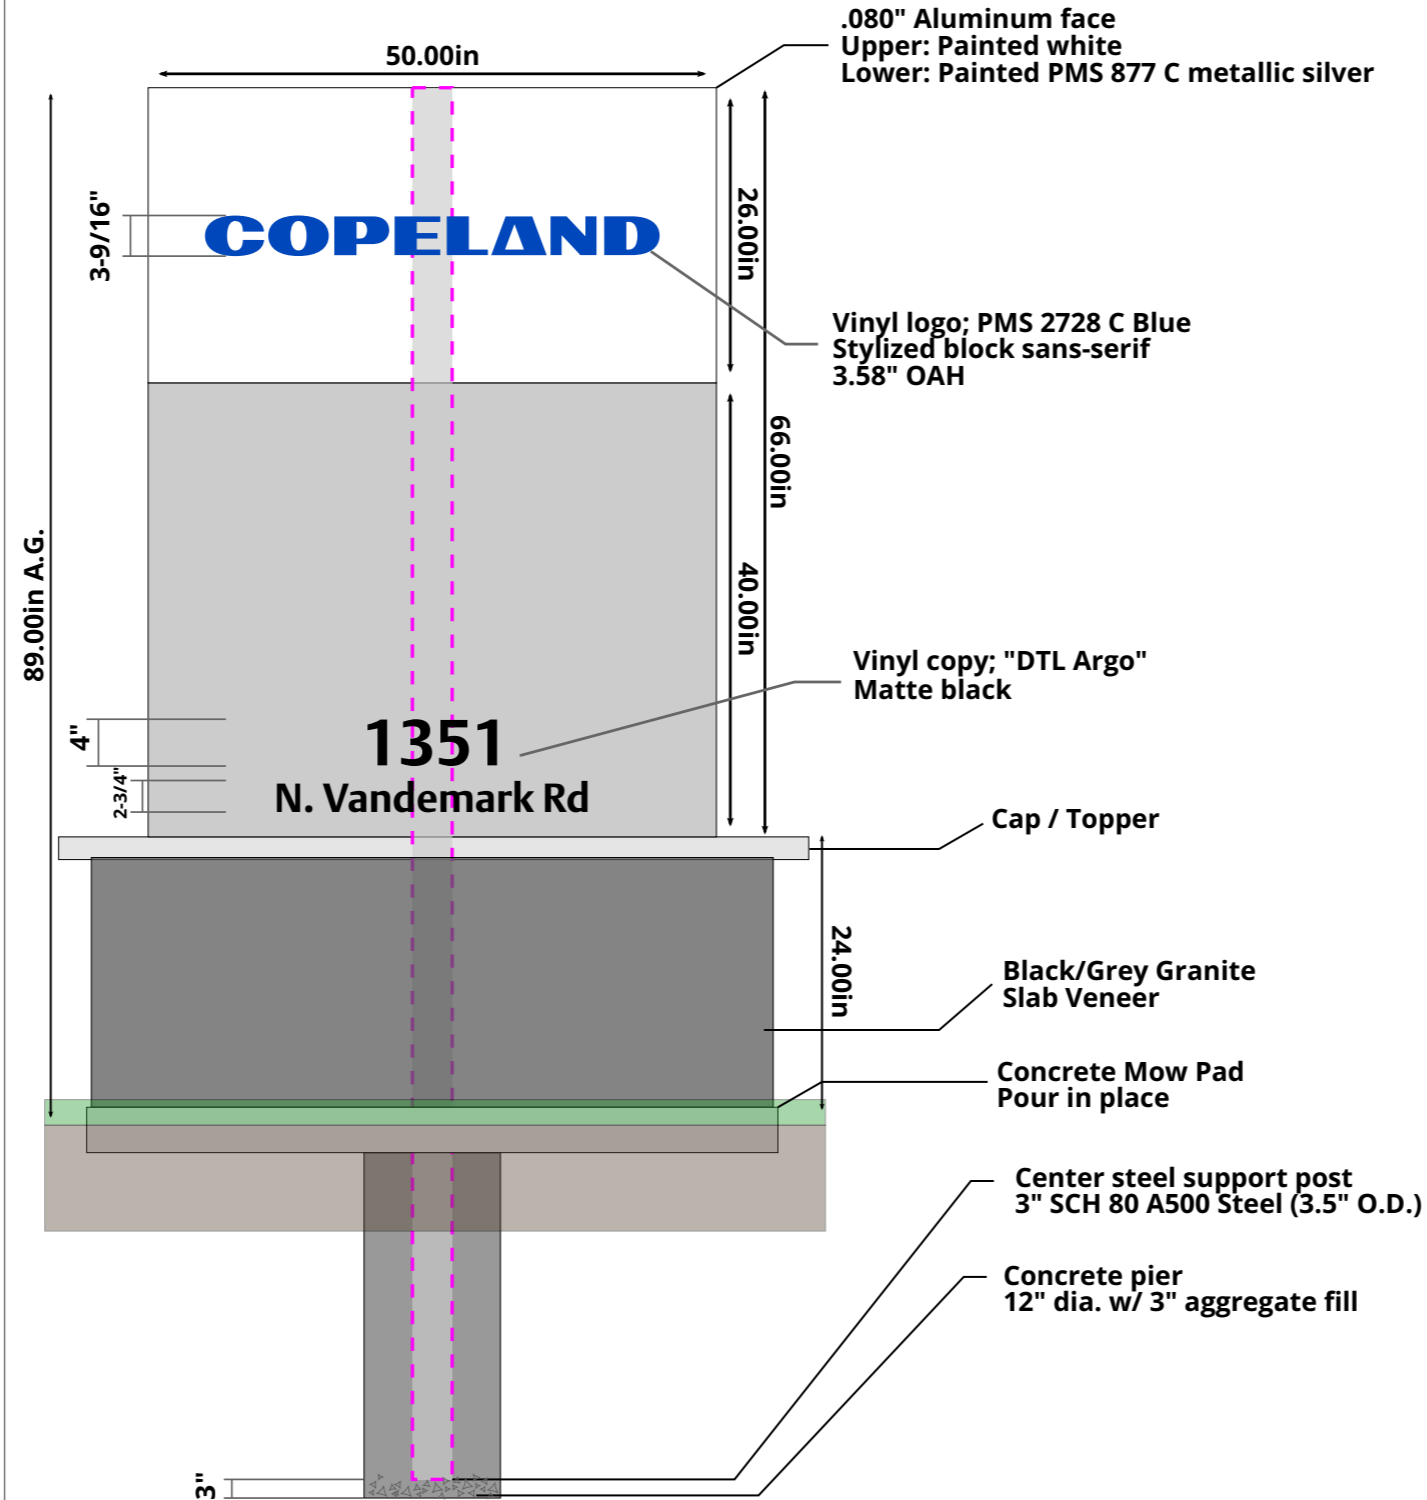 .080" Aluminum face
Upper: Painted white
Lower: Painted PMS 877 C metallic silver
50.00in
3-9/16"
COPELAND
26.00in
Vinyl logo; PMS 2728 C Blue
Stylized block sans-serif
3.58" OAH
66.00in
89.00in A.G.
40.00in
Vinyl copy; "DTL Argo"
Matte black
4"
1351
2-3/4"
N. Vandemark Rd
Cap / Topper
24.00in
Black/Grey Granite
Slab Veneer
Concrete Mow Pad
Pour in place
Center steel support post
3" SCH 80 A500 Steel (3.5" O.D.)
Concrete pier
12" dia. w/ 3" aggregate fill
3"